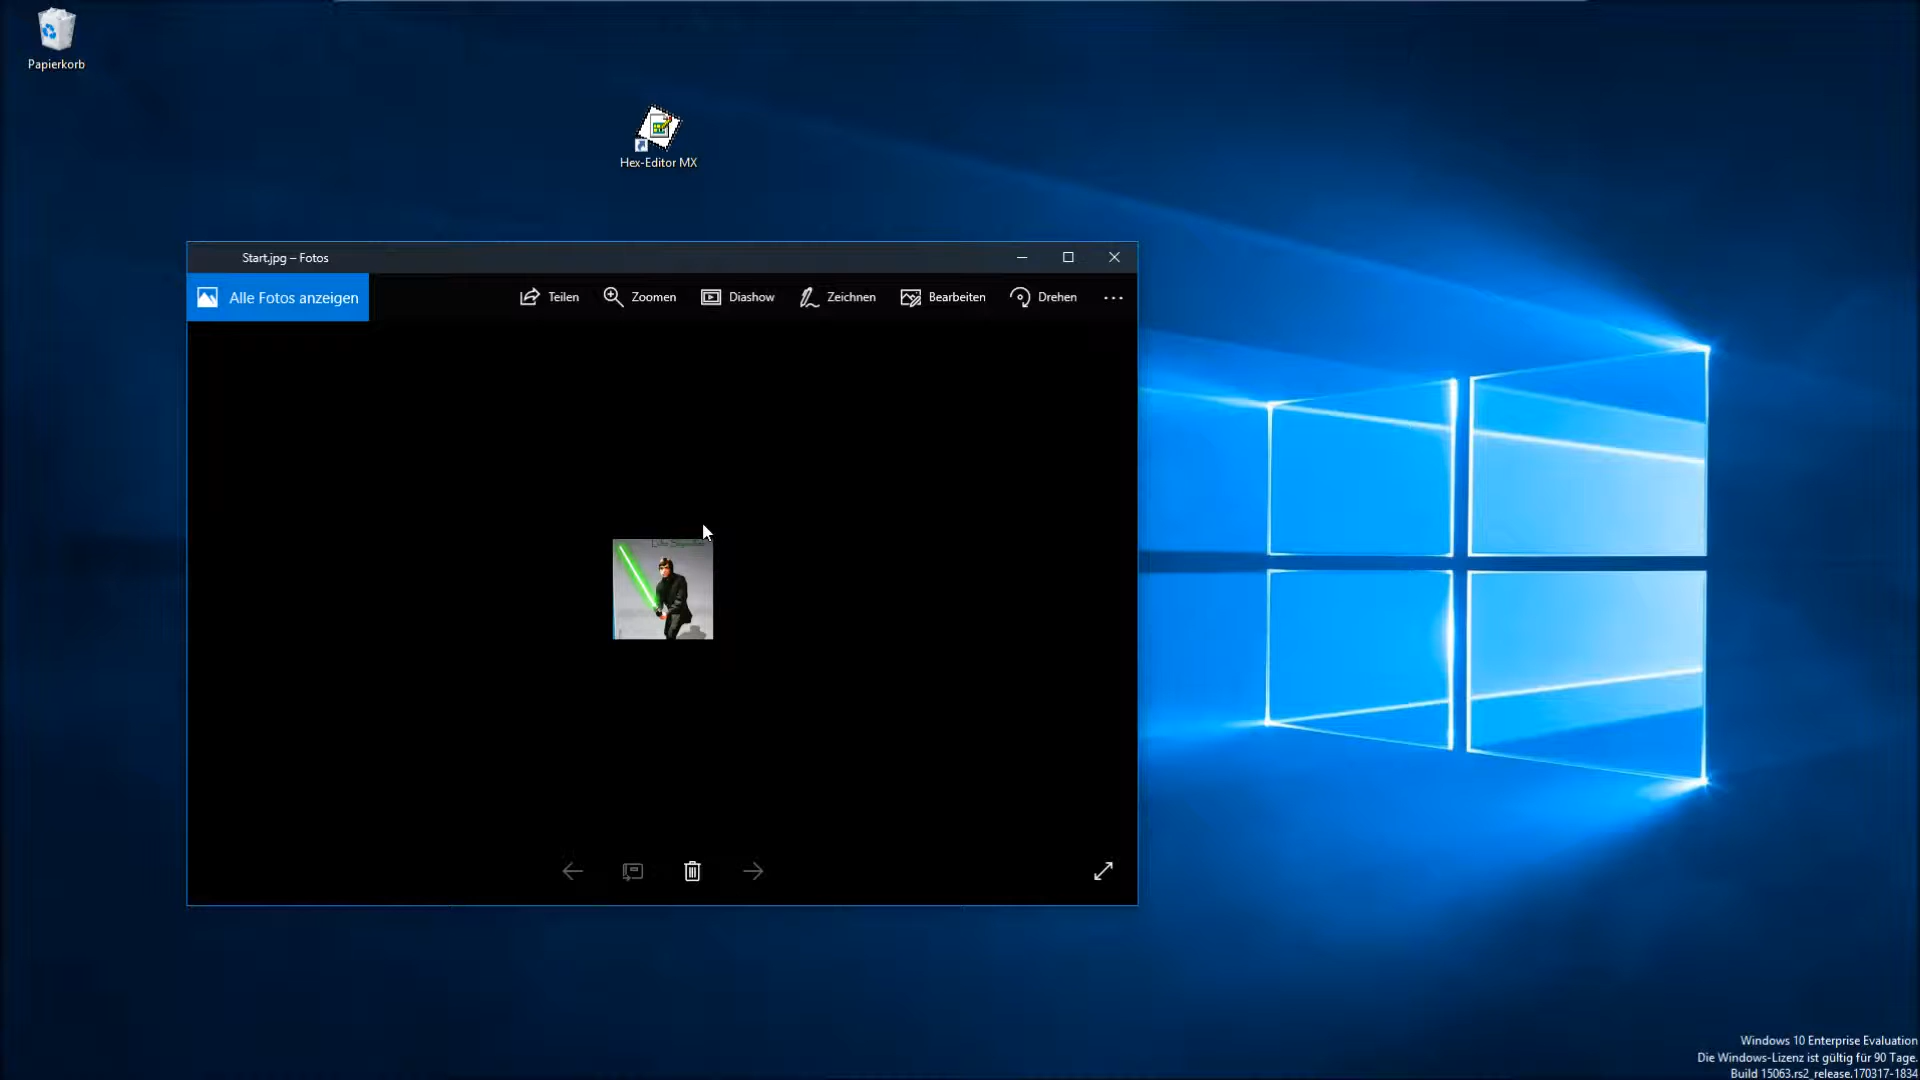 Papierkorb
Hex-Editor MX
Start.jpg – Fotos
Alle Fotos anzeigen
Teilen
Zoomen
Diashow
Zeichnen
Bearbeiten
Drehen
Windows 10 Enterprise Evaluation
Die Windows-Lizenz ist gültig für 90 Tage.
Build 15063.rs2_release.170317-1834